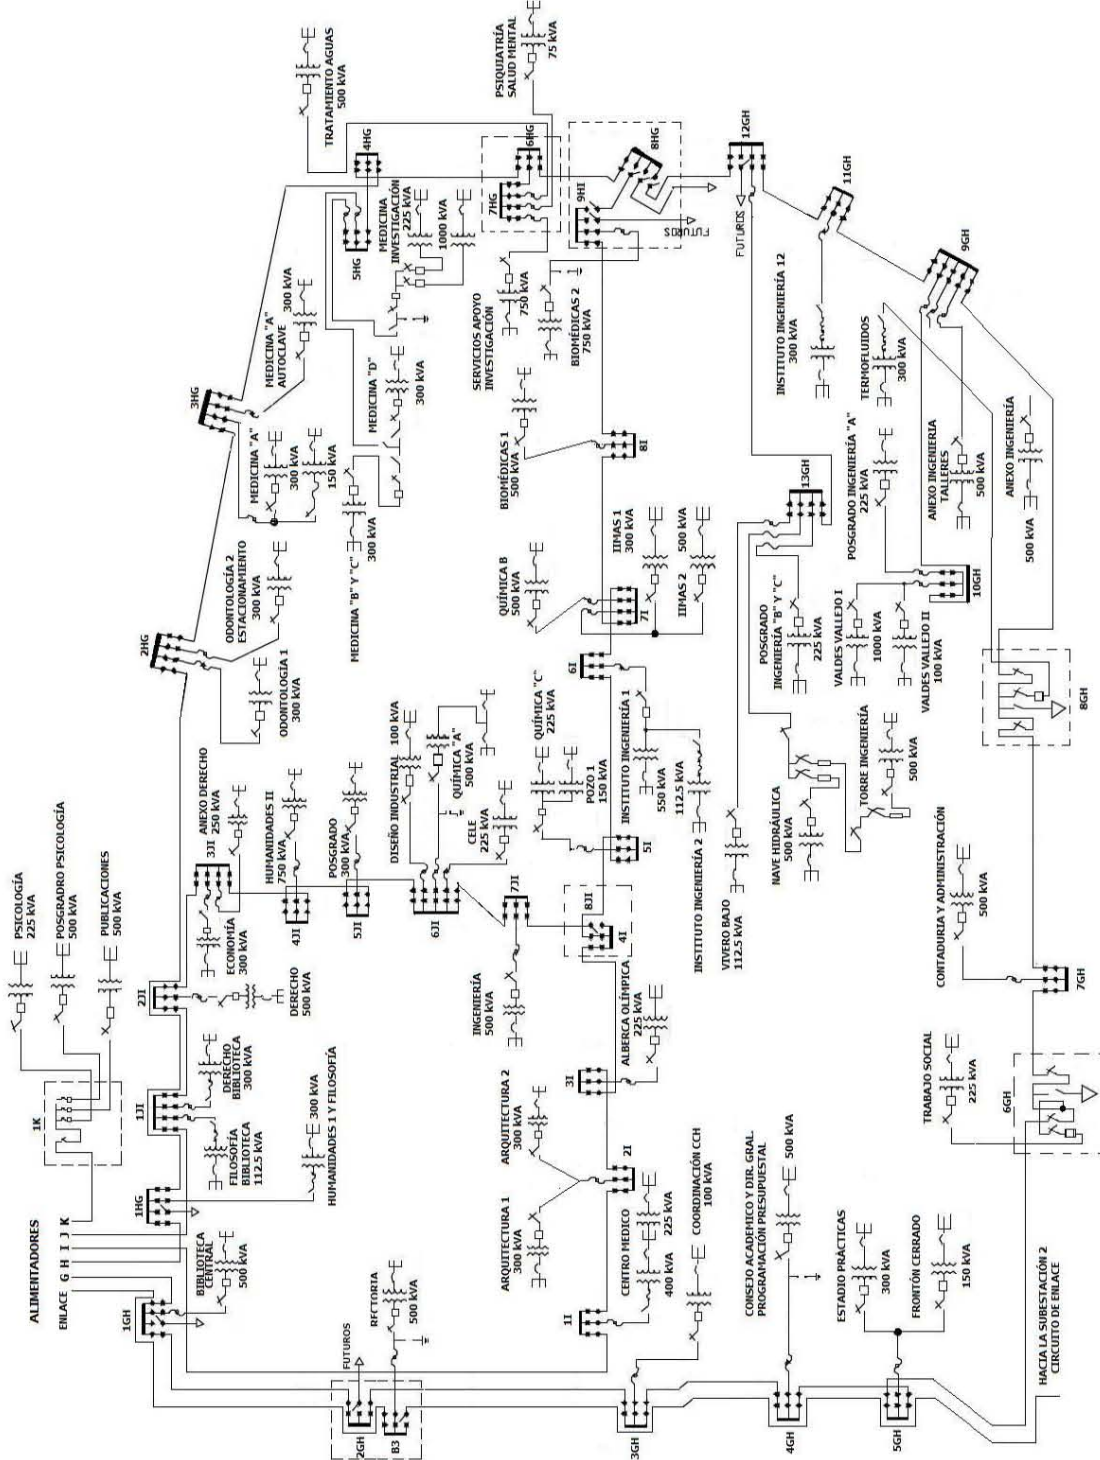 ALIMENTADORES
ENLACE G H I J K
1K
PSICOLOGÍA
225 kVA
POSGRADRO PSICOLOGÍA
500 kVA
PUBLICACIONES
500 kVA
1GH
BIBLIOTECA
CENTRAL
500 kVA
1HG
300 kVA
HUMANIDADES 1 Y FILOSOFÍA
1JI
FILOSOFÍA
BIBLIOTECA
112.5 kVA
DERECHO
BIBLIOTECA
300 kVA
2JI
DERECHO
500 kVA
3JI
ECONOMÍA
300 kVA
ANEXO DERECHO
250 kVA
4JI
HUMANIDADES II
750 kVA
5JI
POSGRADO
300 kVA
6JI
DISEÑO INDUSTRIAL
100 kVA
QUÍMICA "A"
500 kVA
CELE
225 kVA
7JI
INGENIERÍA
500 kVA
8JI
4I
2HG
ODONTOLOGÍA 1
300 kVA
ODONTOLOGÍA 2
ESTACIONAMIENTO
300 kVA
3HG
MEDICINA "A"
300 kVA
150 kVA
MEDICINA "A"
AUTOCLAVE
300 kVA
4HG
5HG
MEDICINA "B" Y "C"
300 kVA
MEDICINA "D"
300 kVA
MEDICINA
INVESTIGACIÓN
225 kVA
1000 kVA
TRATAMIENTO AGUAS
500 kVA
6HG
7HG
PSIQUIATRÍA
SALUD MENTAL
75 kVA
SERVICIOS APOYO
INVESTIGACIÓN
750 kVA
8HG
9HI
FUTUROS
BIOMÉDICAS 2
750 kVA
BIOMÉDICAS 1
500 kVA
8I
7I
QUÍMICA B
500 kVA
IIMAS 1
300 kVA
500 kVA
IIMAS 2
6I
INSTITUTO INGENIERÍA 1
550 kVA
112.5 kVA
INSTITUTO INGENIERÍA 2
5I
QUÍMICA "C"
225 kVA
POZO 1
150 kVA
3I
ALBERCA OLÍMPICA
225 kVA
2I
ARQUITECTURA 1
300 kVA
ARQUITECTURA 2
300 kVA
1I
CENTRO MEDICO
400 kVA
225 kVA
2GH
FUTUROS
B3
RECTORIA
500 kVA
3GH
COORDINACIÓN CCH
100 kVA
4GH
CONSEJO ACADEMICO Y DIR. GRAL.
PROGRAMACIÓN PRESUPUESTAL
500 kVA
5GH
ESTADIO PRÁCTICAS
300 kVA
FRONTÓN CERRADO
150 kVA
HACIA LA SUBESTACIÓN 2
CIRCUITO DE ENLACE
6GH
TRABAJO SOCIAL
225 kVA
7GH
CONTADURIA Y ADMINISTRACIÓN
500 kVA
8GH
ANEXO INGENIERÍA
500 kVA
9GH
TERMOFLUIDOS
300 kVA
ANEXO INGENIERIA
TALLERES
500 kVA
10GH
POSGRADO INGENIERÍA "A"
225 kVA
VALDES VALLEJO I
1000 kVA
VALDES VALLEJO II
100 kVA
11GH
INSTITUTO INGENIERÍA 12
300 kVA
12GH
FUTUROS
13GH
POSGRADO
INGENIERÍA "B" Y "C"
225 kVA
VIVERO BAJO
112.5 kVA
NAVE HIDRÁULICA
500 kVA
TORRE INGENIERÍA
500 kVA